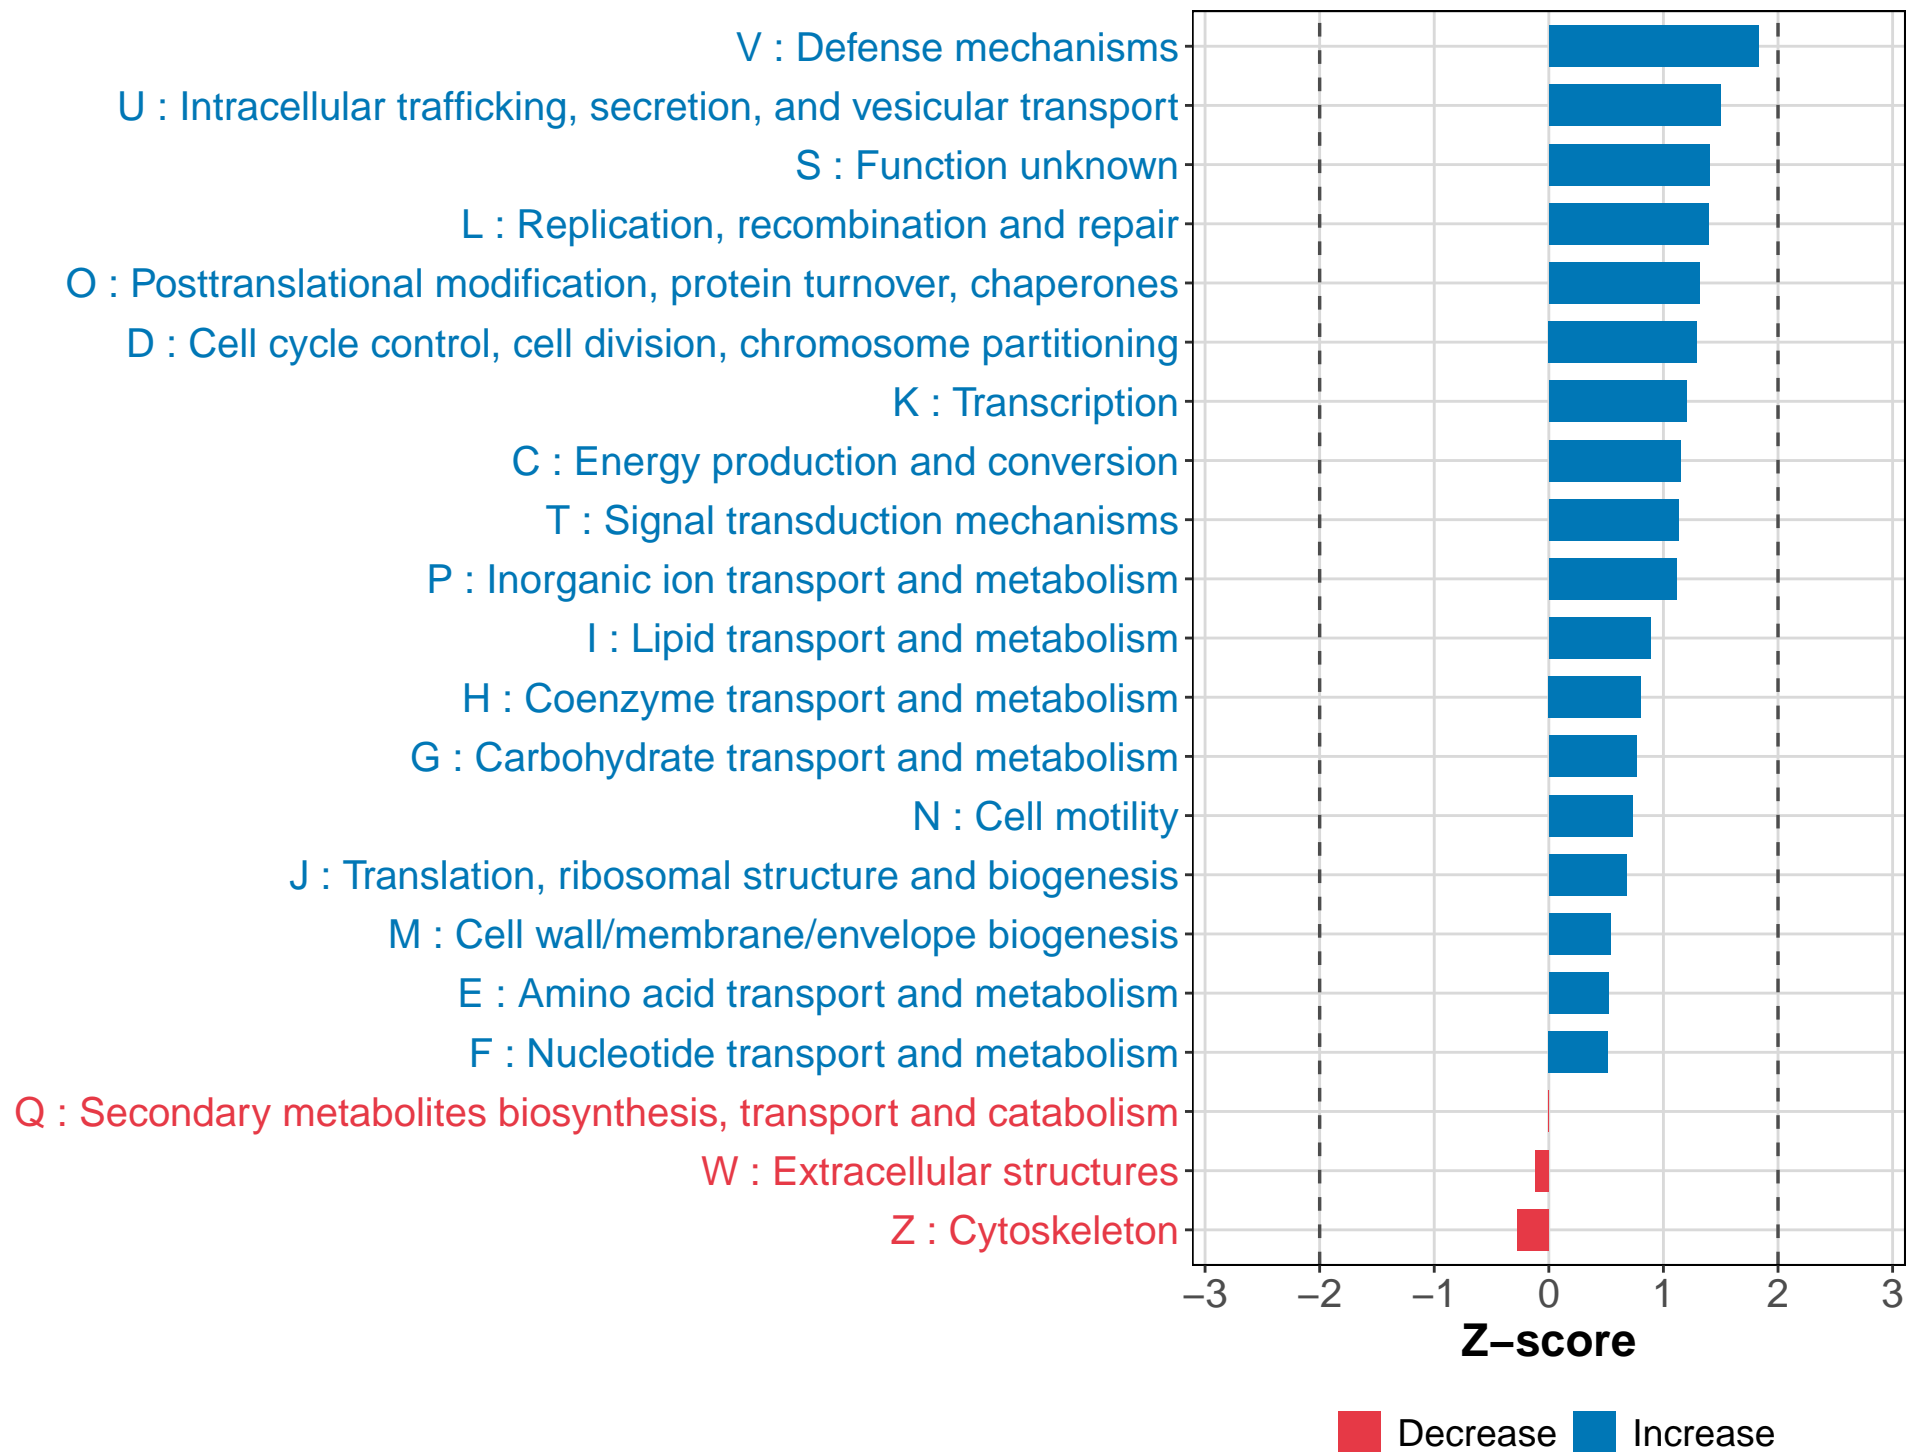 V : Defense mechanisms
U : Intracellular trafficking, secretion, and vesicular transport
S : Function unknown
L : Replication, recombination and repair
O : Posttranslational modification, protein turnover, chaperones
D : Cell cycle control, cell division, chromosome partitioning
K : Transcription
C : Energy production and conversion
T : Signal transduction mechanisms
P : Inorganic ion transport and metabolism
I : Lipid transport and metabolism
H : Coenzyme transport and metabolism
G : Carbohydrate transport and metabolism
N : Cell motility
J : Translation, ribosomal structure and biogenesis
M : Cell wall/membrane/envelope biogenesis
E : Amino acid transport and metabolism
F : Nucleotide transport and metabolism
Q : Secondary metabolites biosynthesis, transport and catabolism
W : Extracellular structures
Z : Cytoskeleton
−3 −2 −1 0 1 2 3
Z−score
Decrease Increase